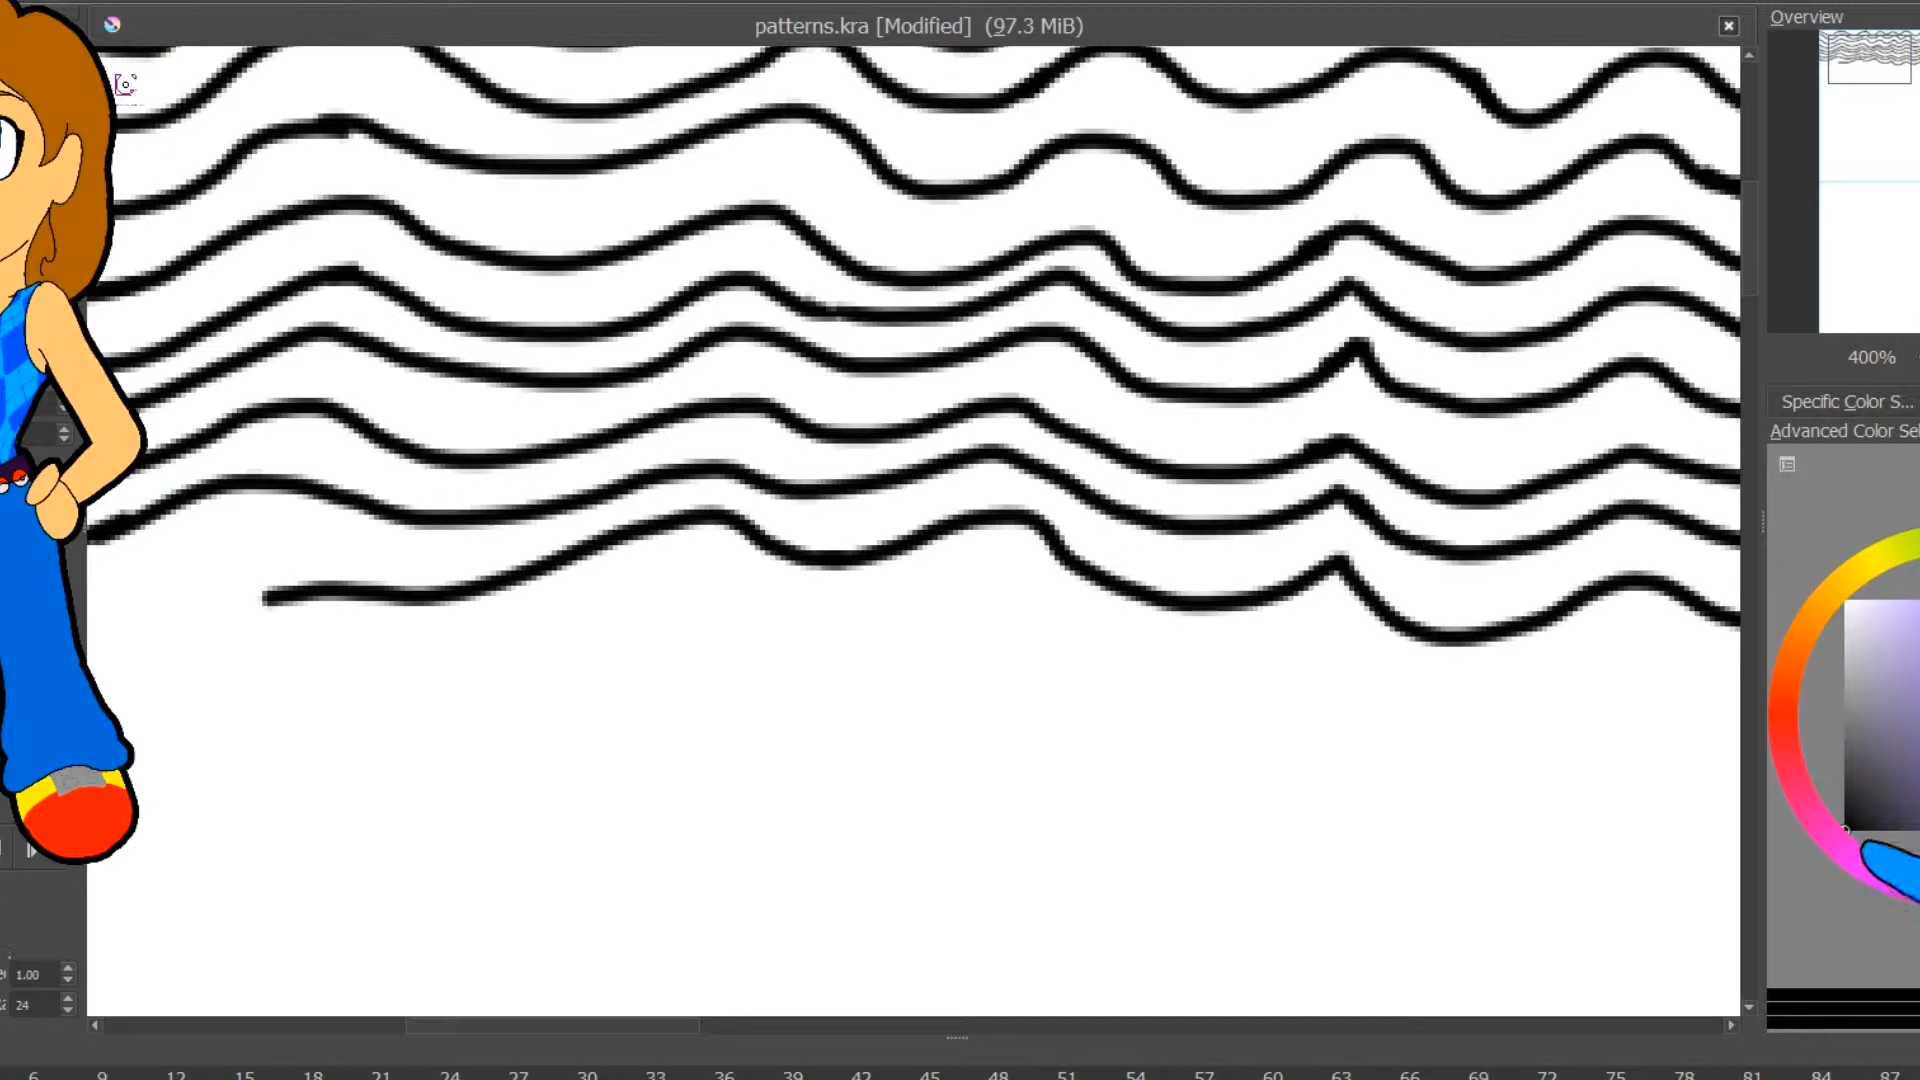 patterns.kra [Modified] (97.3 MiB)
Overview
400%
Specific Color S...
Advanced Color Sel
1.00
24
6 9 12 15 18 21 24 27 30 33 36 39 42 45 48 51 54 57 60 63 66 69 72 75 78 81 84 87